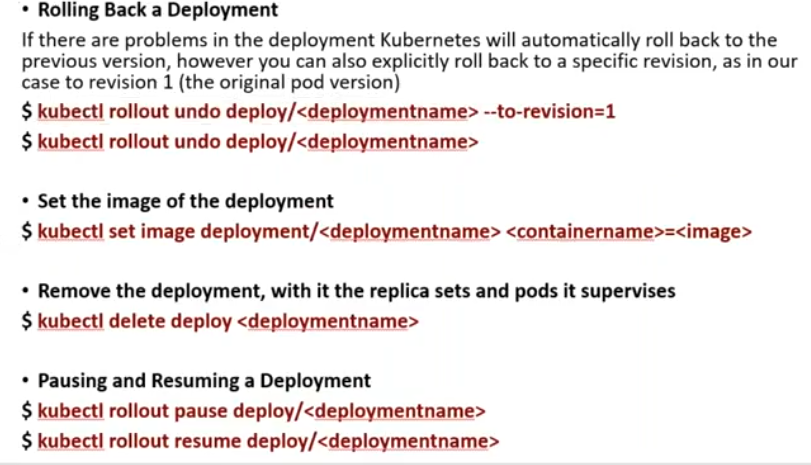 • Rolling Back a Deployment
If there are problems in the deployment Kubernetes will automatically roll back to the
previous version, however you can also explicitly roll back to a specific revision, as in our
case to revision 1 (the original pod version)
$ kubectl rollout undo deploy/<deploymentname> --to-revision=1
$ kubectl rollout undo deploy/<deploymentname>
• Set the image of the deployment
$ kubectl set image deployment/<deploymentname> <containername>=<image>
• Remove the deployment, with it the replica sets and pods it supervises
$ kubectl delete deploy <deploymentname>
• Pausing and Resuming a Deployment
$ kubectl rollout pause deploy/<deploymentname>
$ kubectl rollout resume deploy/<deploymentname>